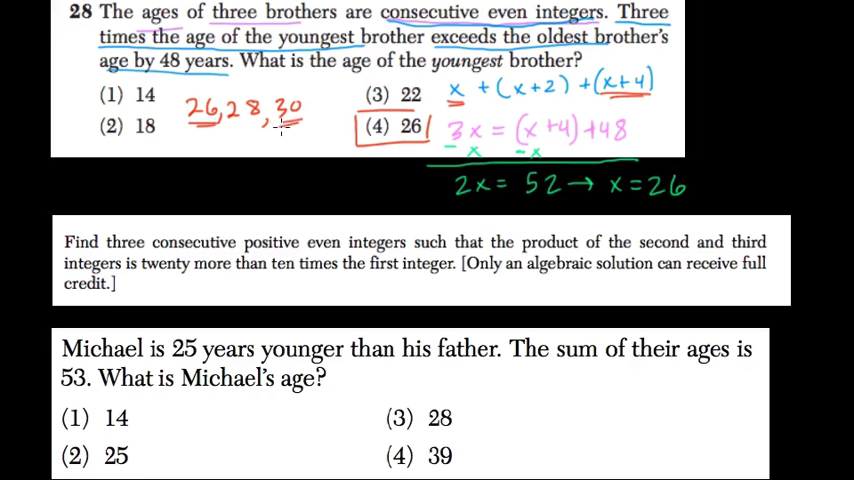 28 The ages of three brothers are consecutive even integers. Three
times the age of the youngest brother exceeds the oldest brother's
age by 48 years. What is the age of the youngest brother?
(1) 14 (3) 22
(2) 18 (4) 26
26, 28, 30
x + (x+2) + (x+4)
3x = (x+4)+48
-x -x
2x = 52 → x = 26
Find three consecutive positive even integers such that the product of the second and third
integers is twenty more than ten times the first integer. [Only an algebraic solution can receive full
credit.]
Michael is 25 years younger than his father. The sum of their ages is
53. What is Michael's age?
(1) 14 (3) 28
(2) 25 (4) 39